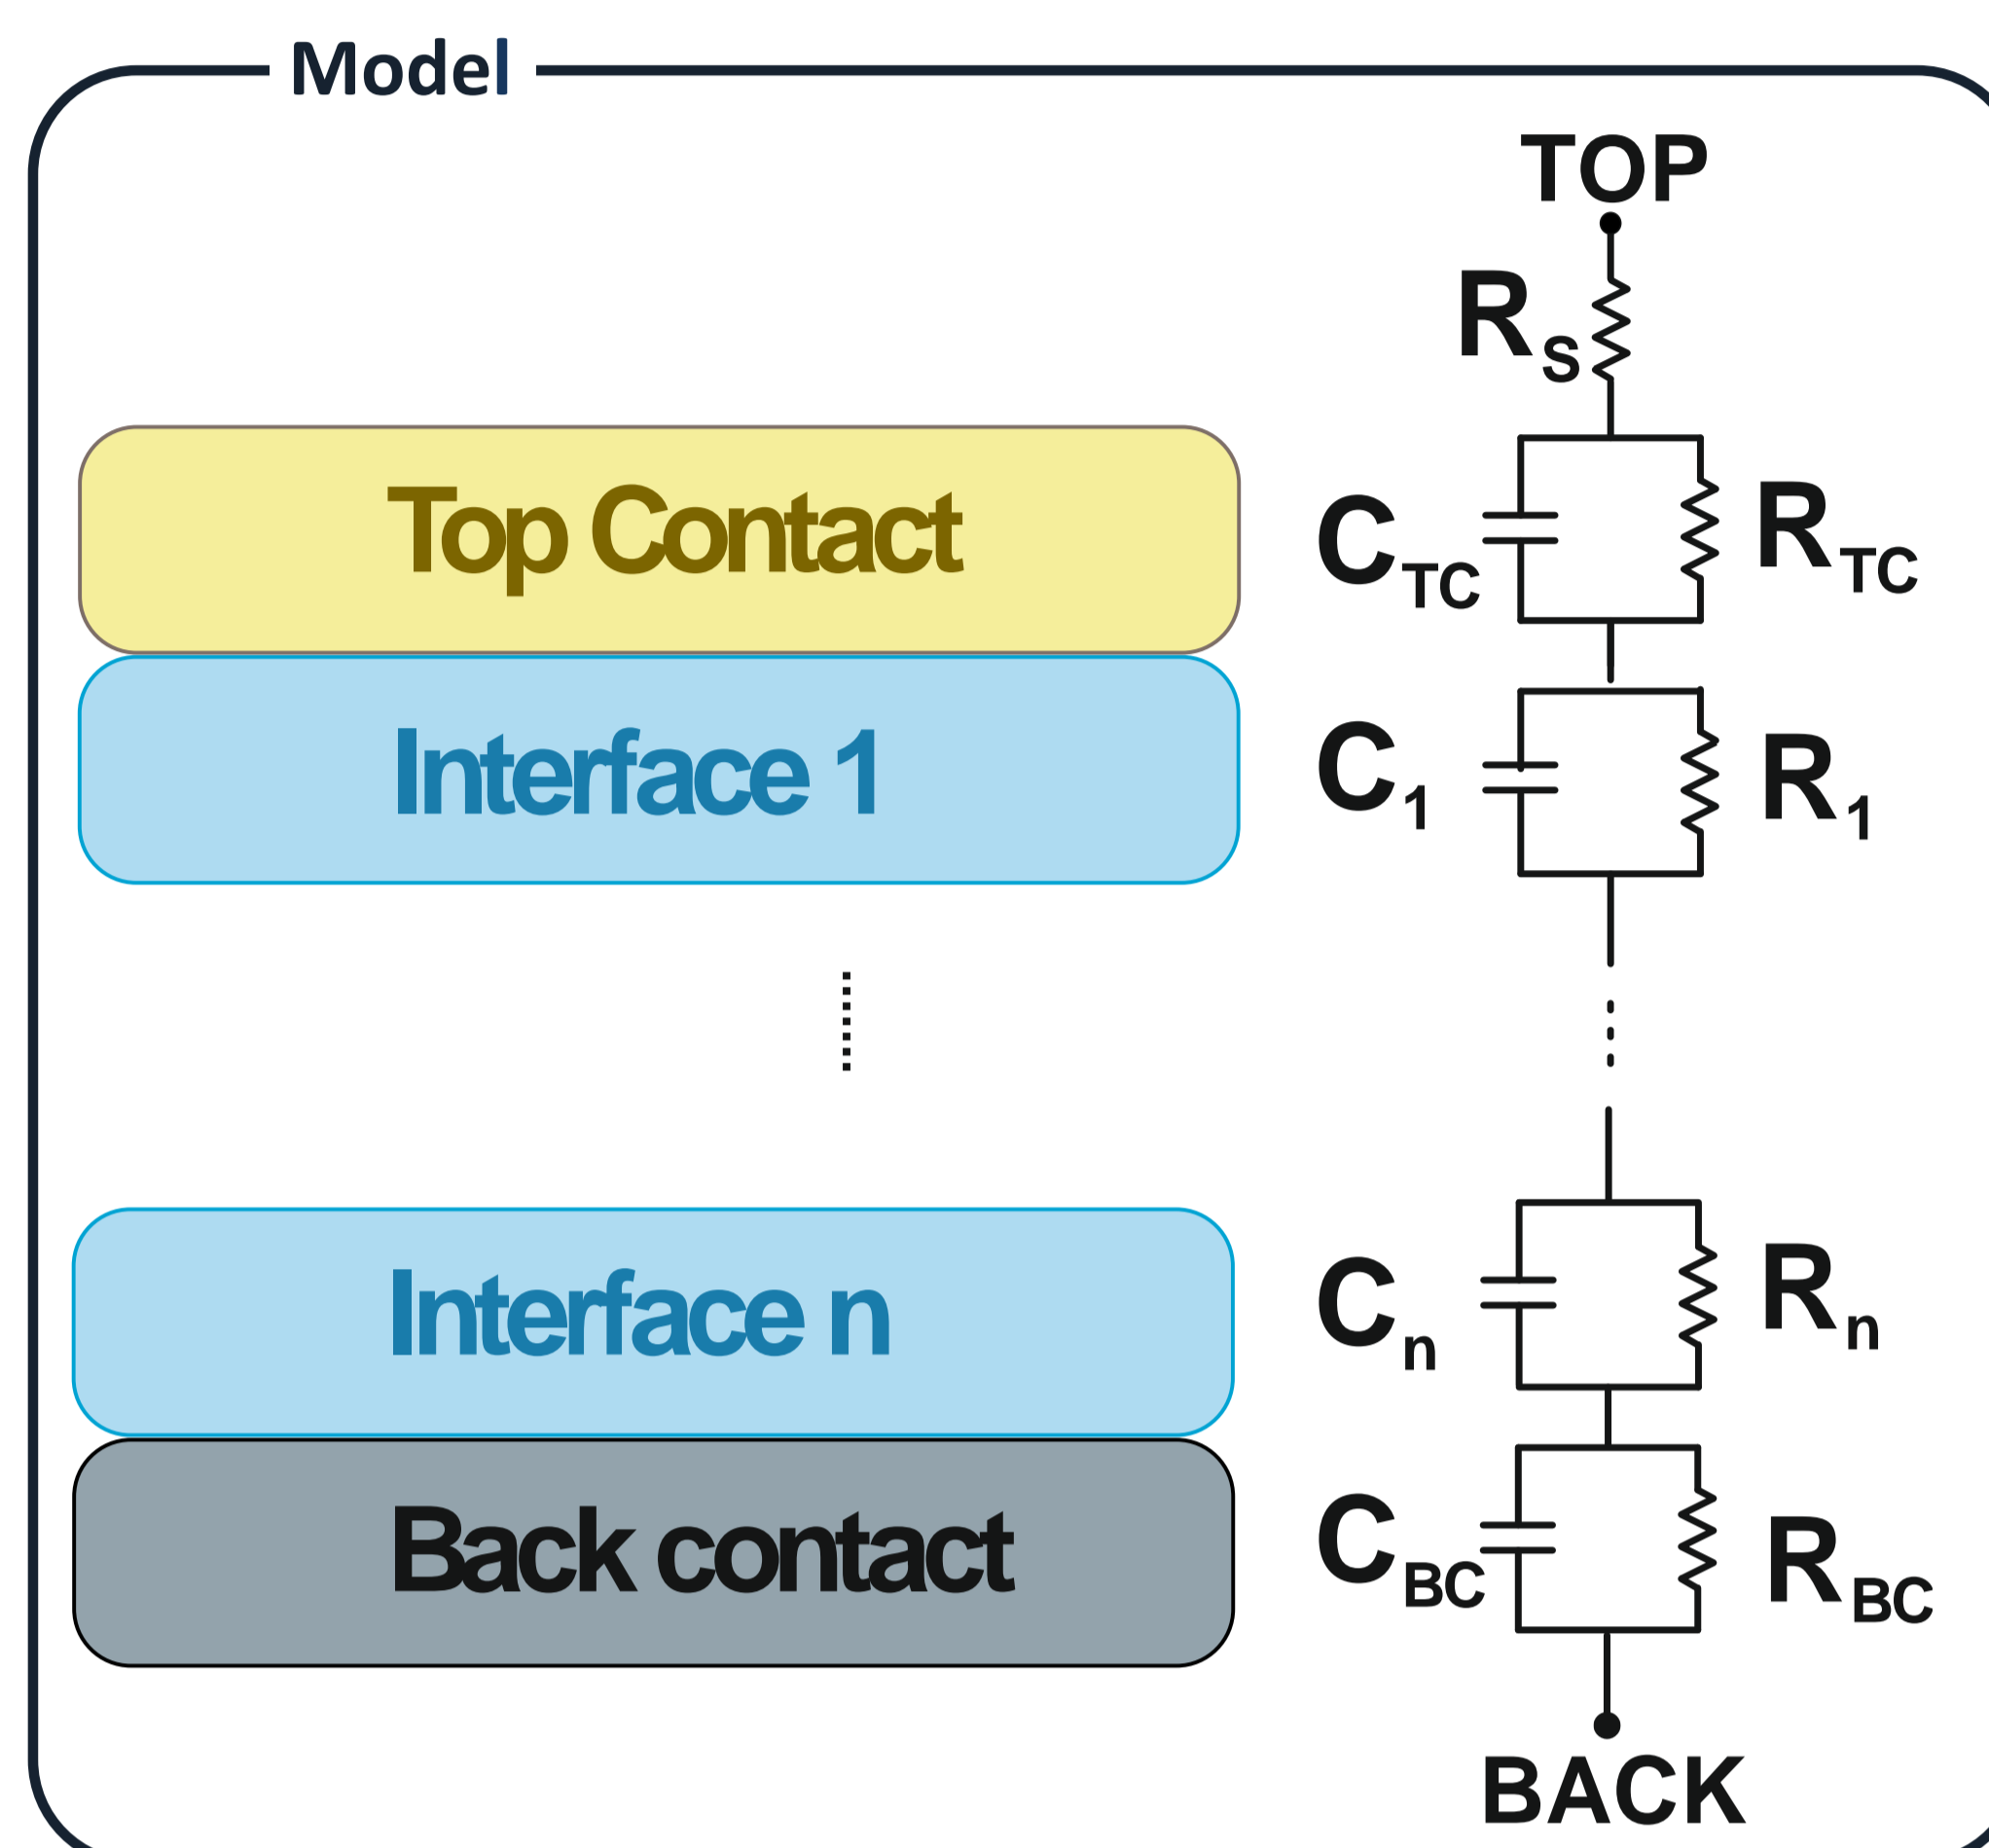 Model
TOP
R_S
Top Contact
C_TC
R_TC
Interface 1
C_1
R_1
Interface n
C_n
R_n
Back contact
C_BC
R_BC
BACK